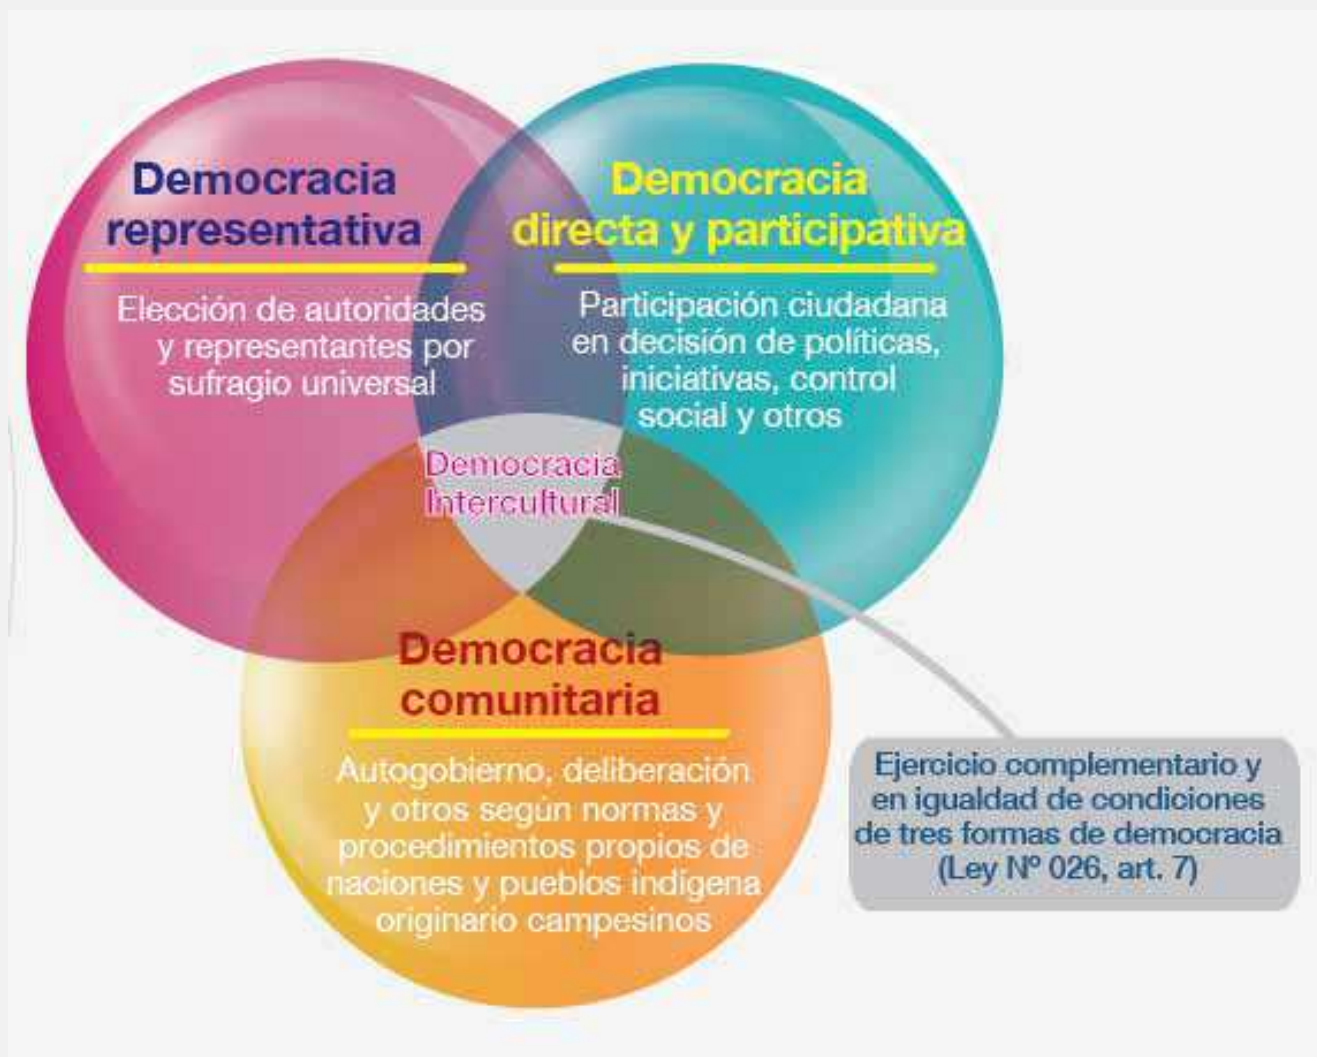 Democracia
representativa
Elección de autoridades
y representantes por
sufragio universal
Democracia
directa y participativa
Participación ciudadana
en decisión de políticas,
iniciativas, control
social y otros
Democracia
Intercultural
Democracia
comunitaria
Autogobierno, deliberación
y otros según normas y
procedimientos propios de
naciones y pueblos indígena
originario campesinos
Ejercicio complementario y
en igualdad de condiciones
de tres formas de democracia
(Ley Nº 026, art. 7)